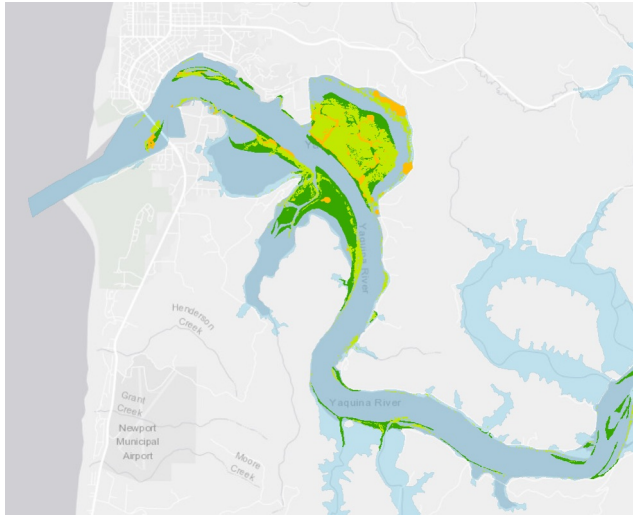 Yaquina River
Henderson
Creek
Grant
Creek
Newport
Municipal
Airport
Yaquina River
Moore
Creek